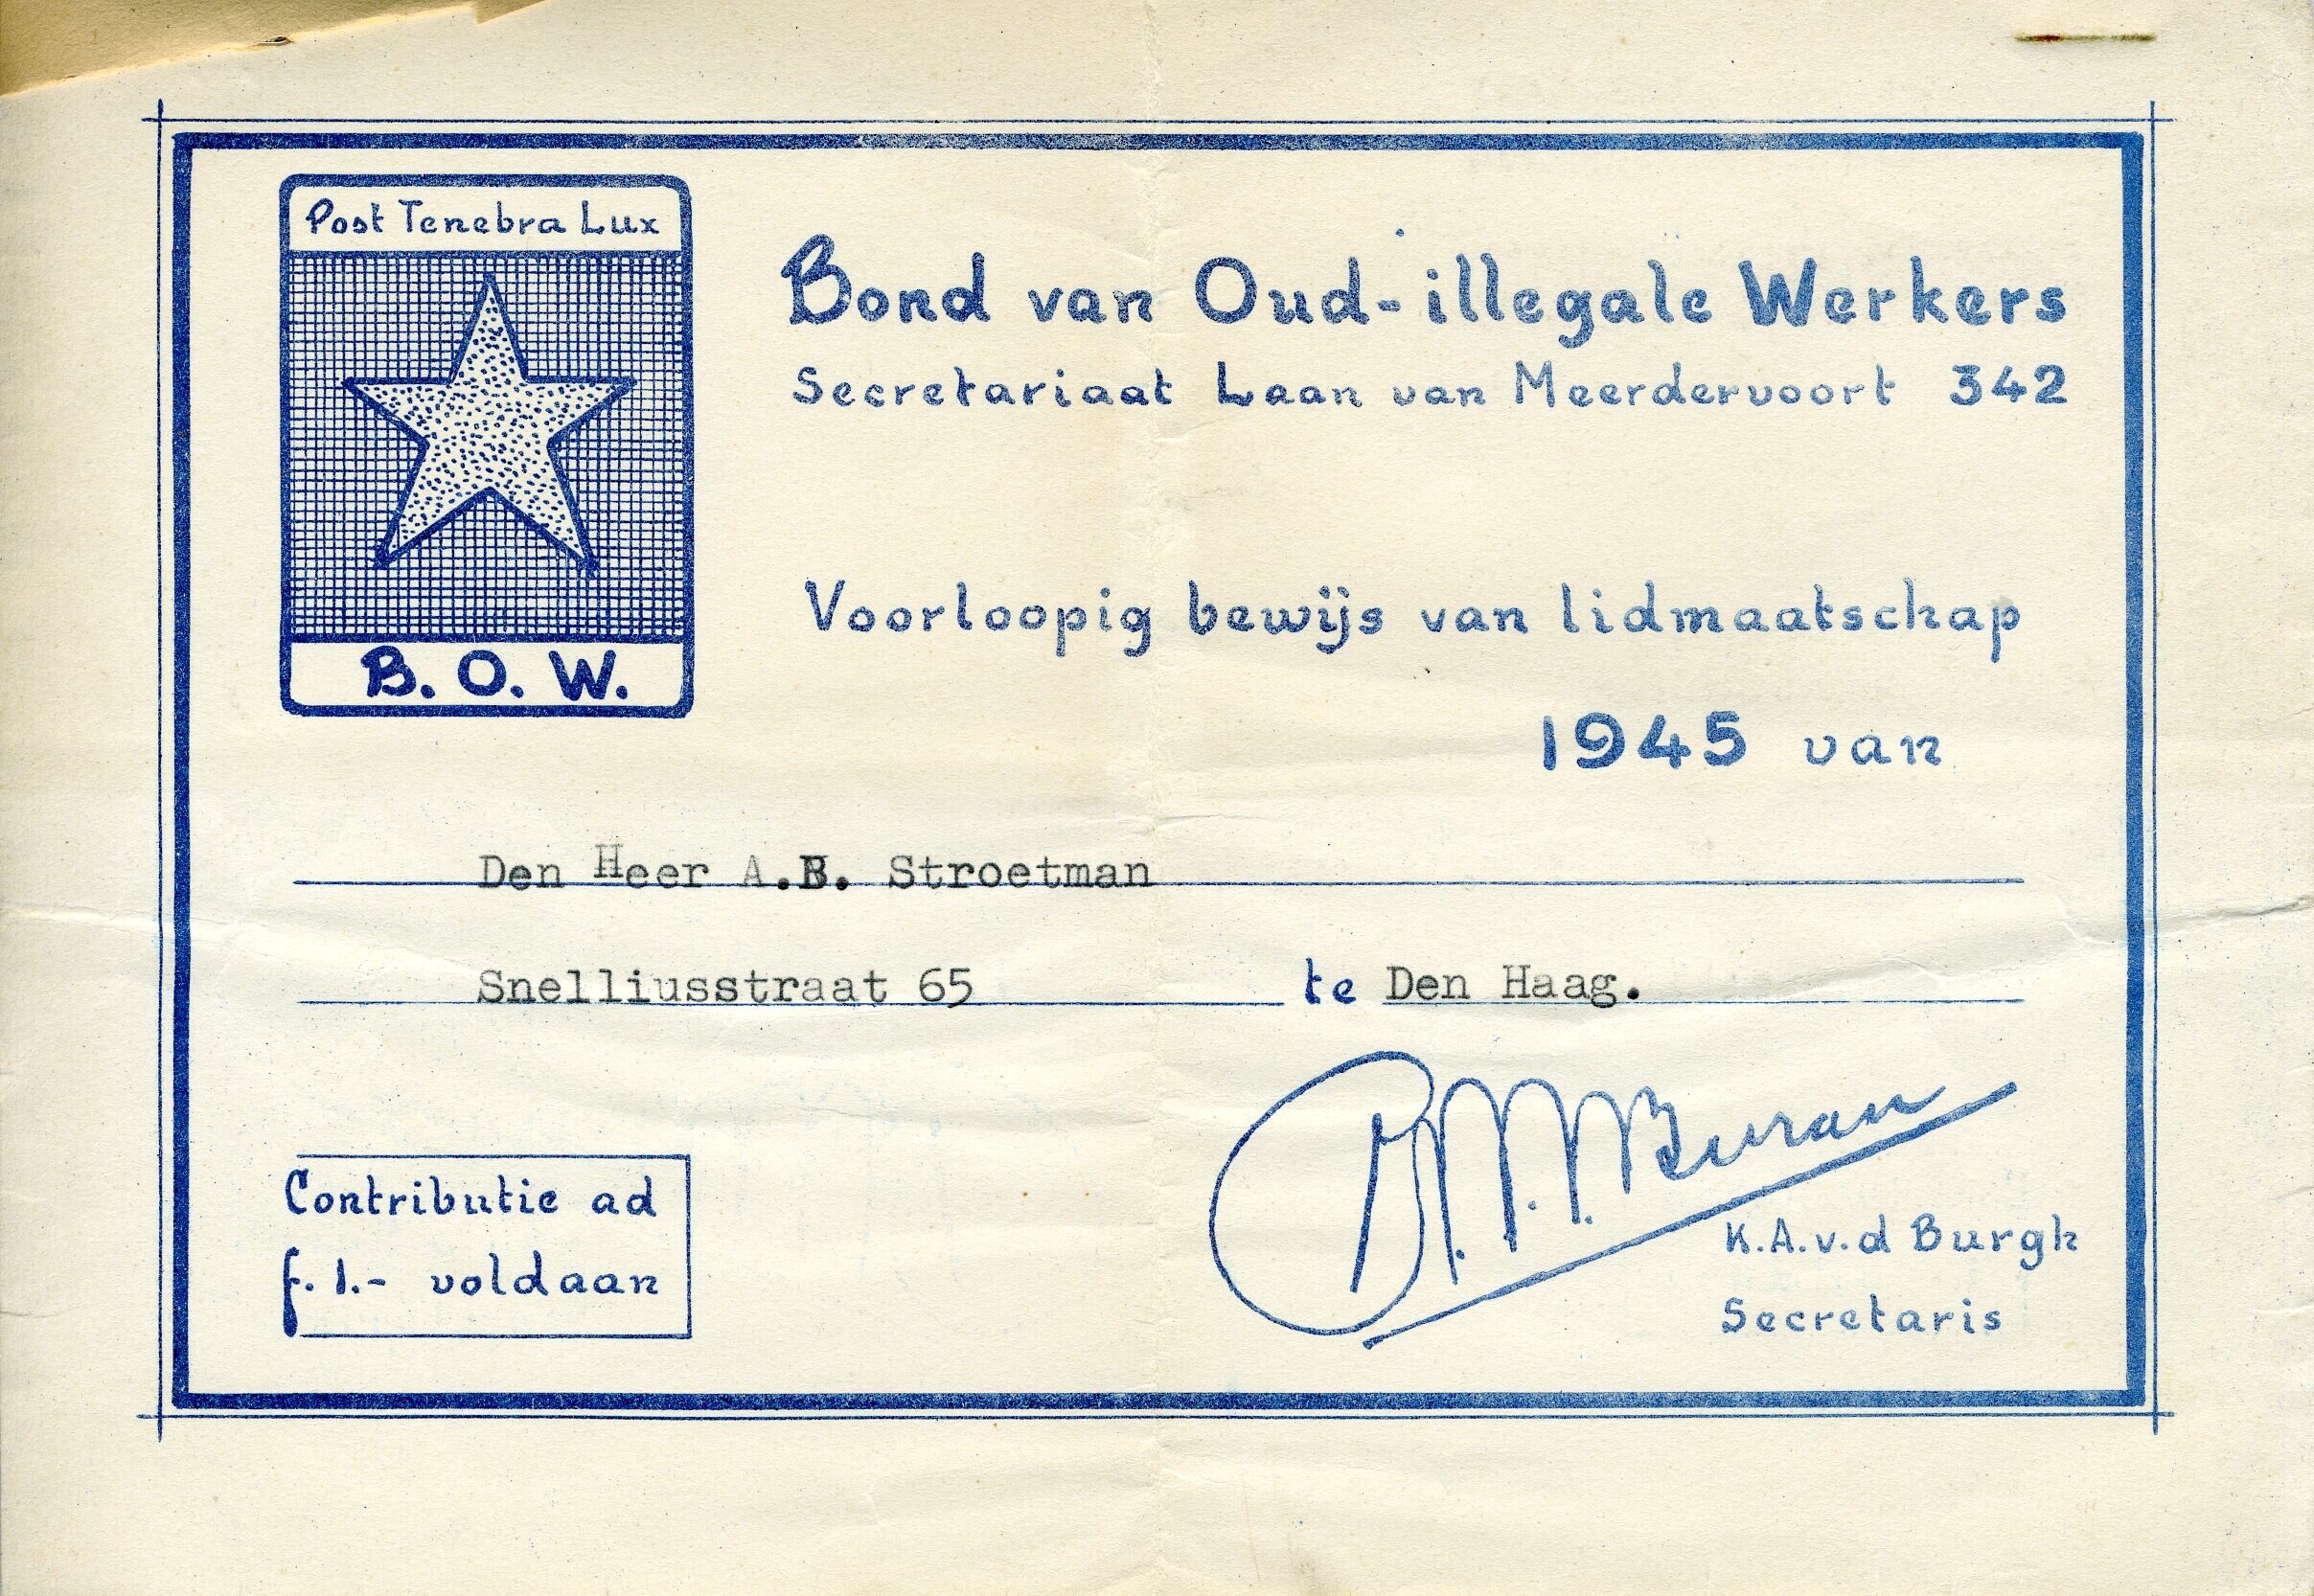 Post Tenebra Lux
B. O. W.
Bond van Oud-illegale Werkers
Secretariaat Laan van Meerdervoort 342
Voorloopig bewijs van lidmaatschap
1945 van
Den Heer A.B. Stroetman
Snelliusstraat 65 te Den Haag.
Contributie ad
f. 1.- voldaan
K.A.v.d Burgh
Secretaris